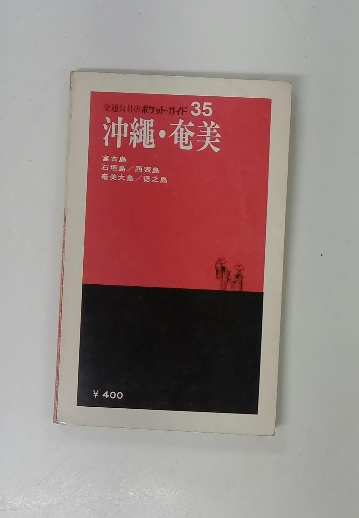 交通公社のポケット・ガイド 35
沖縄・奄美
宮古島
石垣島/西表島
奄美大島/徳之島
¥ 400